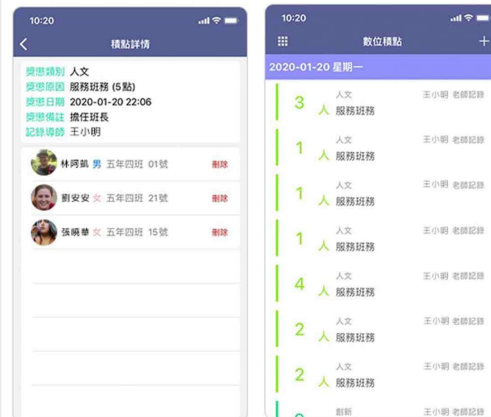 10:20
積點詳情
獎懲類別 人文
獎懲原因 服務班務 (5點)
獎懲日期 2020-01-20 22:06
獎懲備註 擔任班長
記錄導師 王小明
林阿凱 男 五年四班 01號 刪除
劉安安 女 五年四班 21號 刪除
張曉華 女 五年四班 15號 刪除
10:20
數位積點
2020-01-20 星期一
人文 王小明 老師記錄
3 人 服務班務
人文 王小明 老師記錄
1 人 服務班務
人文 王小明 老師記錄
1 人 服務班務
人文 王小明 老師記錄
1 人 服務班務
人文 王小明 老師記錄
4 人 服務班務
人文 王小明 老師記錄
2 人 服務班務
人文 王小明 老師記錄
2 人 服務班務
創新 王小明 老師記錄